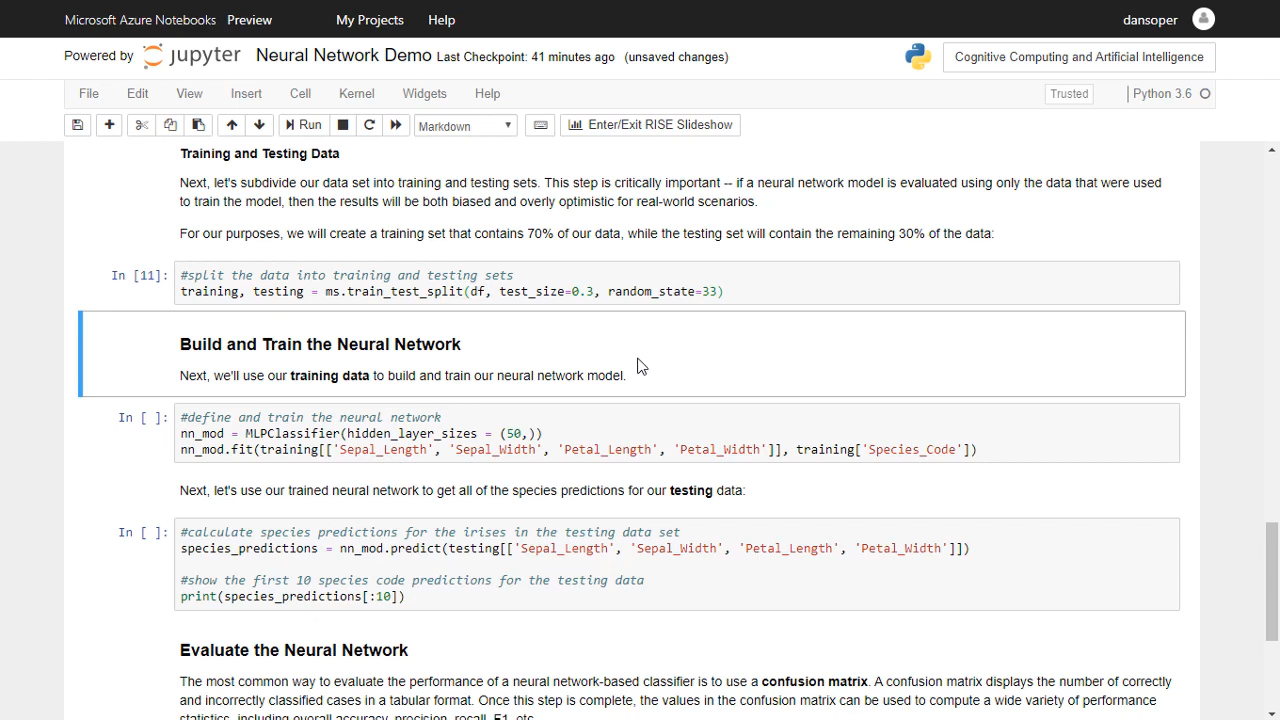 Microsoft Azure Notebooks Preview My Projects Help dansoper
Powered by jupyter Neural Network Demo Last Checkpoint: 41 minutes ago (unsaved changes) Cognitive Computing and Artificial Intelligence
File Edit View Insert Cell Kernel Widgets Help Trusted Python 3.6
Run Markdown Enter/Exit RISE Slideshow
Training and Testing Data
Next, let's subdivide our data set into training and testing sets. This step is critically important -- if a neural network model is evaluated using only the data that were used
to train the model, then the results will be both biased and overly optimistic for real-world scenarios.
For our purposes, we will create a training set that contains 70% of our data, while the testing set will contain the remaining 30% of the data:
In [11]: #split the data into training and testing sets
training, testing = ms.train_test_split(df, test_size=0.3, random_state=33)
Build and Train the Neural Network
Next, we'll use our training data to build and train our neural network model.
In [ ]: #define and train the neural network
nn_mod = MLPClassifier(hidden_layer_sizes = (50,))
nn_mod.fit(training[['Sepal_Length', 'Sepal_Width', 'Petal_Length', 'Petal_Width']], training['Species_Code'])
Next, let's use our trained neural network to get all of the species predictions for our testing data:
In [ ]: #calculate species predictions for the irises in the testing data set
species_predictions = nn_mod.predict(testing[['Sepal_Length', 'Sepal_Width', 'Petal_Length', 'Petal_Width']])
#show the first 10 species code predictions for the testing data
print(species_predictions[:10])
Evaluate the Neural Network
The most common way to evaluate the performance of a neural network-based classifier is to use a confusion matrix. A confusion matrix displays the number of correctly
and incorrectly classified cases in a tabular format. Once this step is complete, the values in the confusion matrix can be used to compute a wide variety of performance
statistics, including overall accuracy, precision, recall, F1, etc.